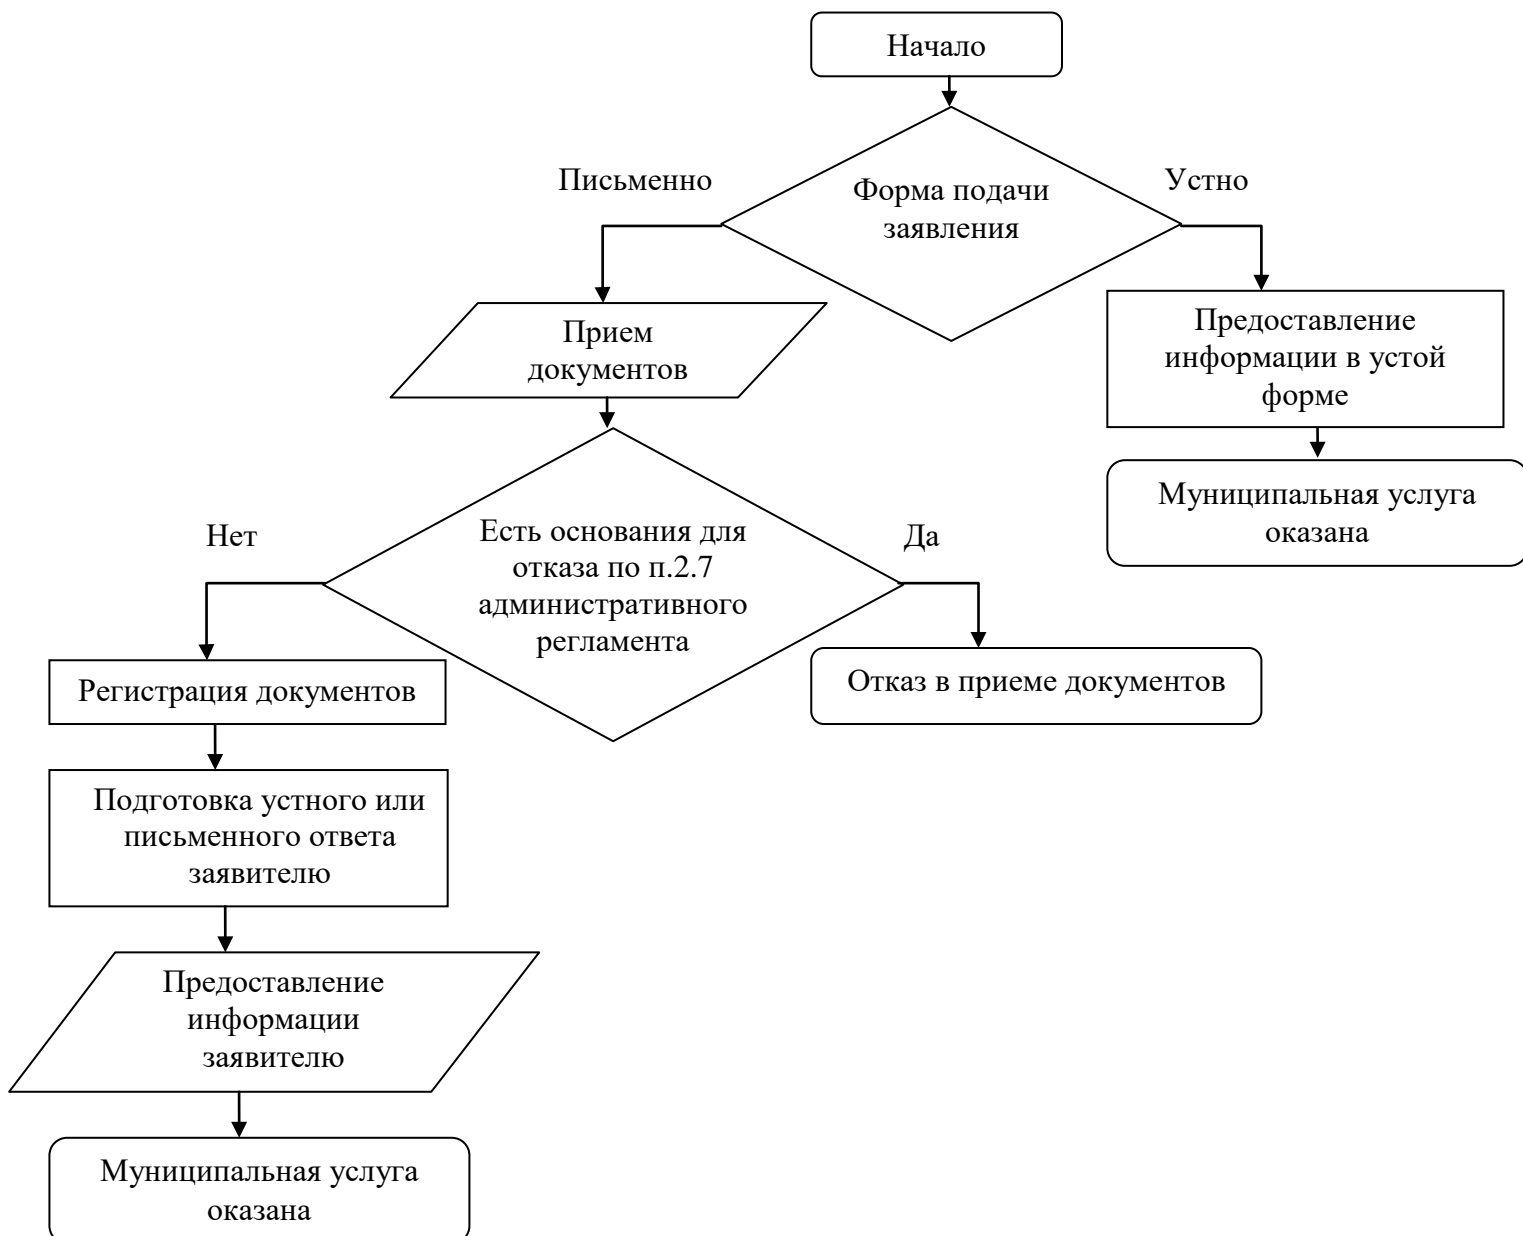 Начало
Письменно
Форма подачи
заявления
Устно
Прием
документов
Предоставление
информации в устой
форме
Муниципальная услуга
оказана
Нет
Есть основания для
отказа по п.2.7
административного
регламента
Да
Регистрация документов
Отказ в приеме документов
Подготовка устного или
письменного ответа
заявителю
Предоставление
информации
заявителю
Муниципальная услуга
оказана